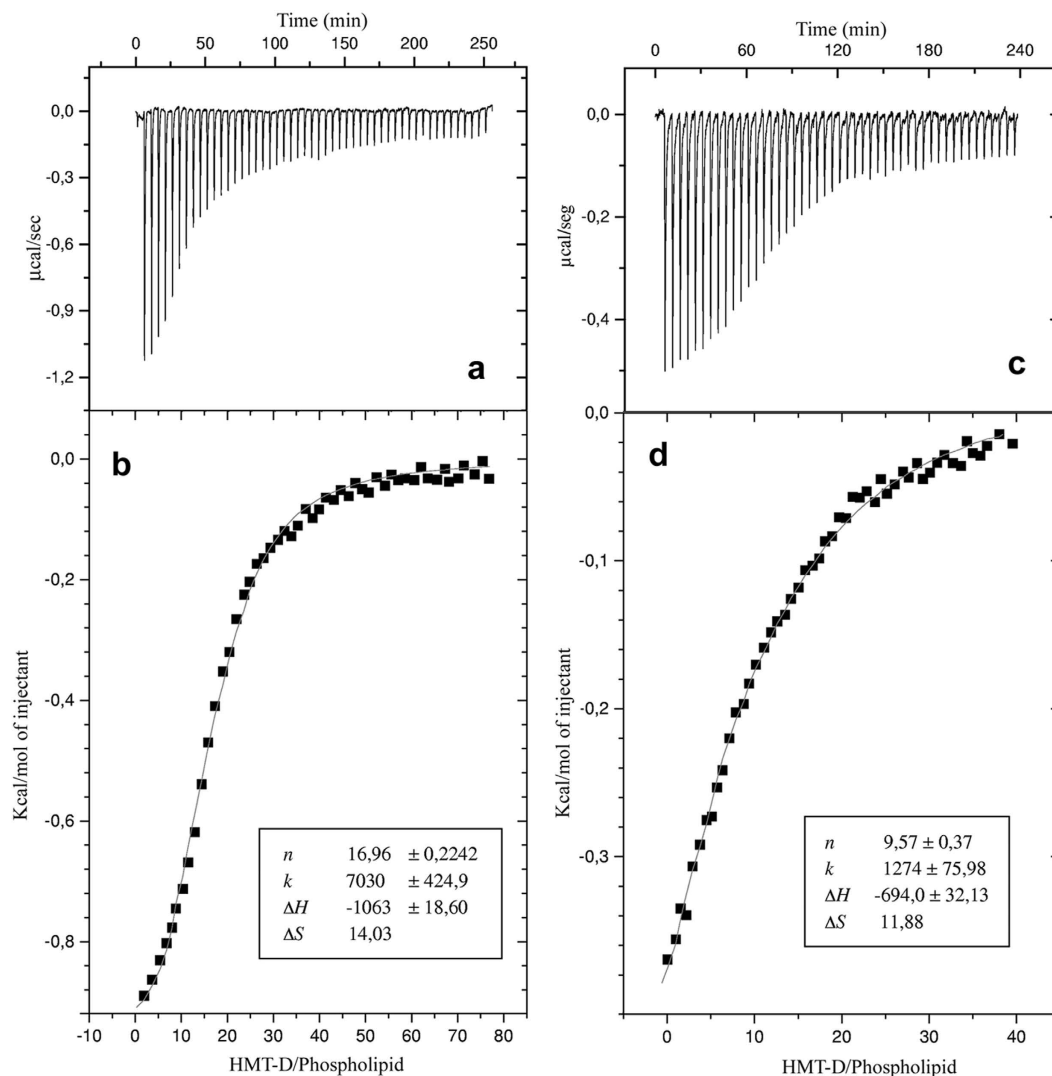 Time (min)
0 50 100 150 200 250
0,0
-0,3
-0,6
-0,9
-1,2
µcal/sec
a
b
0,0
-0,2
-0,4
-0,6
-0,8
Kcal/mol of injectant
n 16,96 ± 0,2242
k 7030 ± 424,9
ΔH -1063 ± 18,60
ΔS 14,03
-10 0 10 20 30 40 50 60 70 80
HMT-D/Phospholipid
Time (min)
0 60 120 180 240
0,0
-0,2
-0,4
µcal/seg
c
0,0
d
-0,1
-0,2
-0,3
Kcal/mol of injectant
n 9,57 ± 0,37
k 1274 ± 75,98
ΔH -694,0 ± 32,13
ΔS 11,88
0 10 20 30 40
HMT-D/Phospholipid